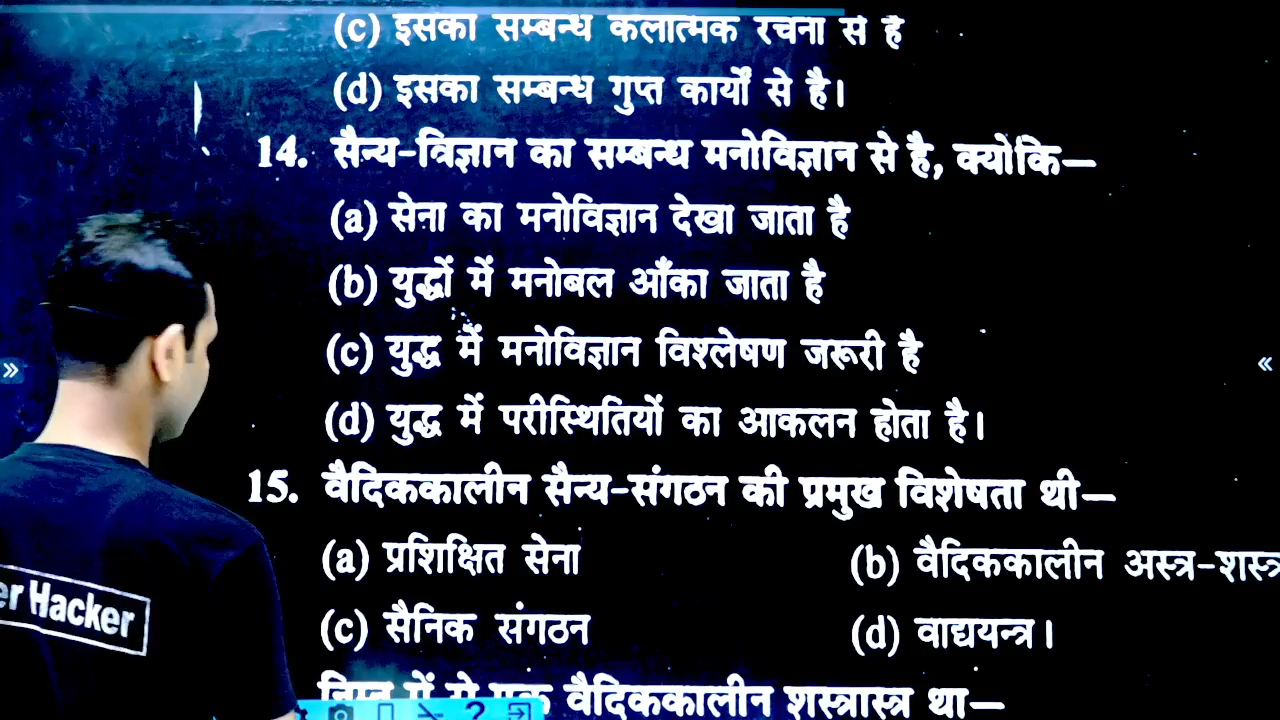 (c) इसका सम्बन्ध कलात्मक रचना से है
(d) इसका सम्बन्ध गुप्त कार्यों से है।
14. सैन्य-विज्ञान का सम्बन्ध मनोविज्ञान से है, क्योंकि—
(a) सेना का मनोविज्ञान देखा जाता है
(b) युद्धों में मनोबल आँका जाता है
(c) युद्ध में मनोविज्ञान विश्लेषण जरूरी है
(d) युद्ध में परीस्थितियों का आकलन होता है।
15. वैदिककालीन सैन्य-संगठन की प्रमुख विशेषता थी—
(a) प्रशिक्षित सेना (b) वैदिककालीन अस्त्र-शस्त्र
(c) सैनिक संगठन (d) वाद्ययन्त्र।
निम्न में से एक वैदिककालीन शस्त्रास्त्र था—
er Hacker